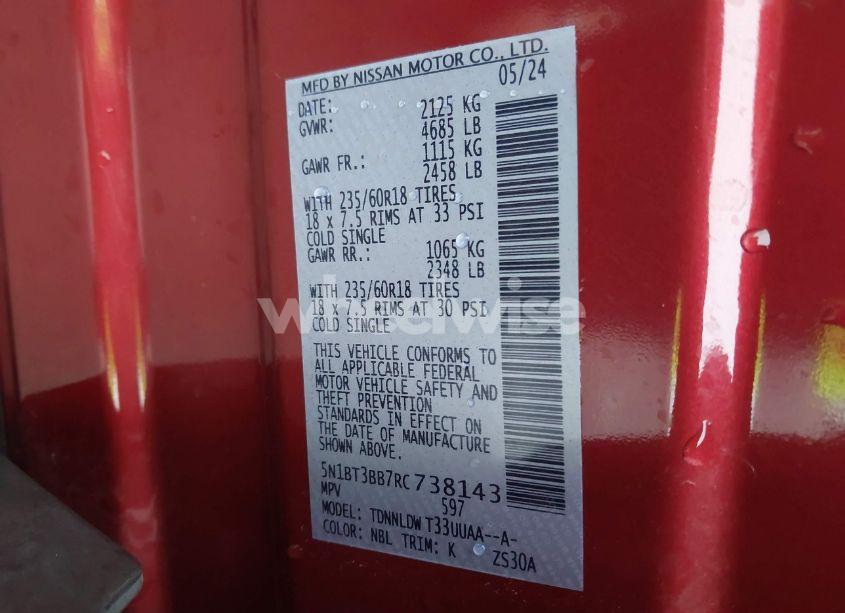 MFD BY NISSAN MOTOR CO., LTD.
DATE: 05/24
GVWR: 2125 KG
4685 LB
GAWR FR.: 1115 KG
2458 LB
WITH 235/60R18 TIRES
18 x 7.5 RIMS AT 33 PSI
COLD SINGLE
GAWR RR.: 1065 KG
2348 LB
WITH 235/60R18 TIRES
18 x 7.5 RIMS AT 30 PSI
COLD SINGLE
THIS VEHICLE CONFORMS TO
ALL APPLICABLE FEDERAL
MOTOR VEHICLE SAFETY AND
THEFT PREVENTION
STANDARDS IN EFFECT ON
THE DATE OF MANUFACTURE
SHOWN ABOVE.
5N1BT3BB7RC738143
MPV 597
MODEL: TDNNLDW T33UUAA--A-
COLOR: NBL TRIM: K ZS30A
wheelwise